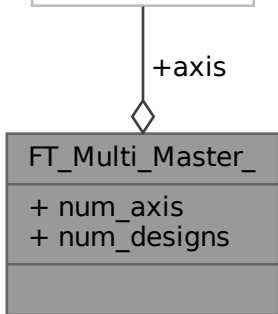 +axis
FT_Multi_Master_
+ num_axis
+ num_designs